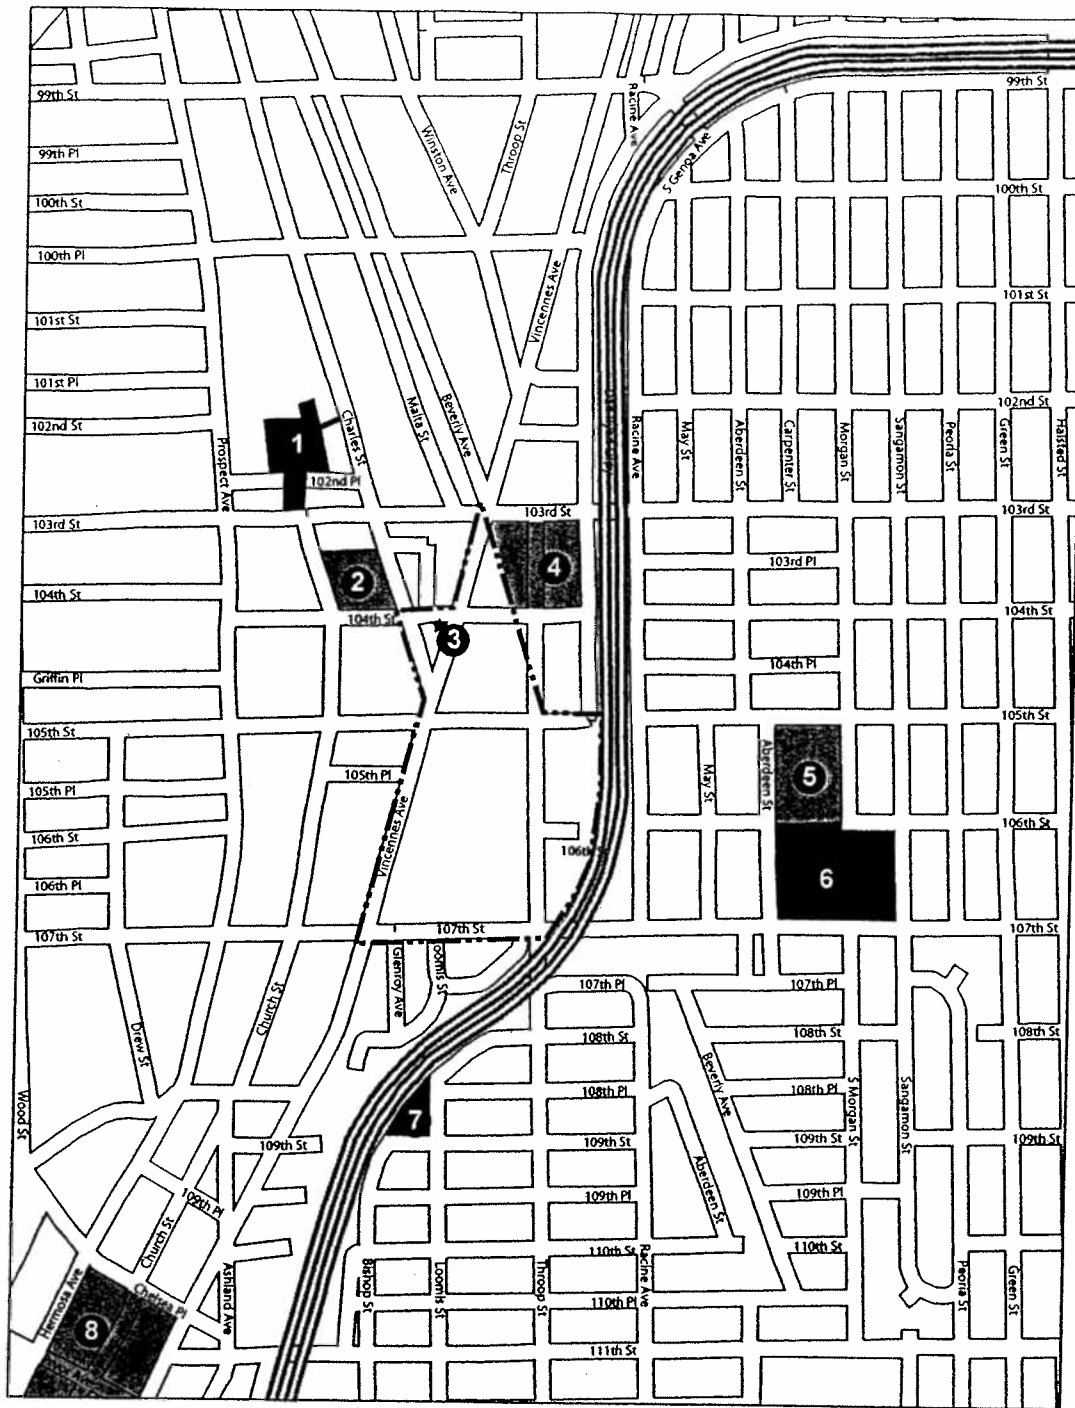 99th St
99th St
Racine Ave
Winston Ave
Throop St
99th Pl
S Genoa Ave
100th St
100th St
100th Pl
Vincennes Ave
101st St
101st St
101st Pl
102nd St
102nd St
Prospect Ave
1
Charles St
Malta St
Beverly Ave
Racine Ave
May St
Aberdeen St
Carpenter St
Morgan St
Sangamon St
Peoria St
Green St
Halsted St
102nd Pl
103rd St
103rd St
103rd St
2
4
103rd Pl
104th St
104th St
104th St
3
104th Pl
Griffin Pl
105th St
105th St
105th Pl
105th Pl
May St
Aberdeen St
5
Vincennes Ave
106th St
106th St
106th
106th Pl
6
107th St
107th St
107th St
Glenroy Ave
oomis St
107th Pl
107th Pl
Church St
Drew St
108th St
108th St
108th St
Beverly Ave
108th Pl
108th Pl
Wood St
S Morgan St
Sangamon St
7
109th St
109th St
109th St
109th St
Aberdeen St
109th Pl
109th Pl
109th Pl
Church St
110th St
110th St
Hermosa Ave
Chelsea Pl
Ashland Ave
Bishop St
Loomis St
Throop St
Racine Ave
Peoria St
Green St
110th Pl
8
111th St